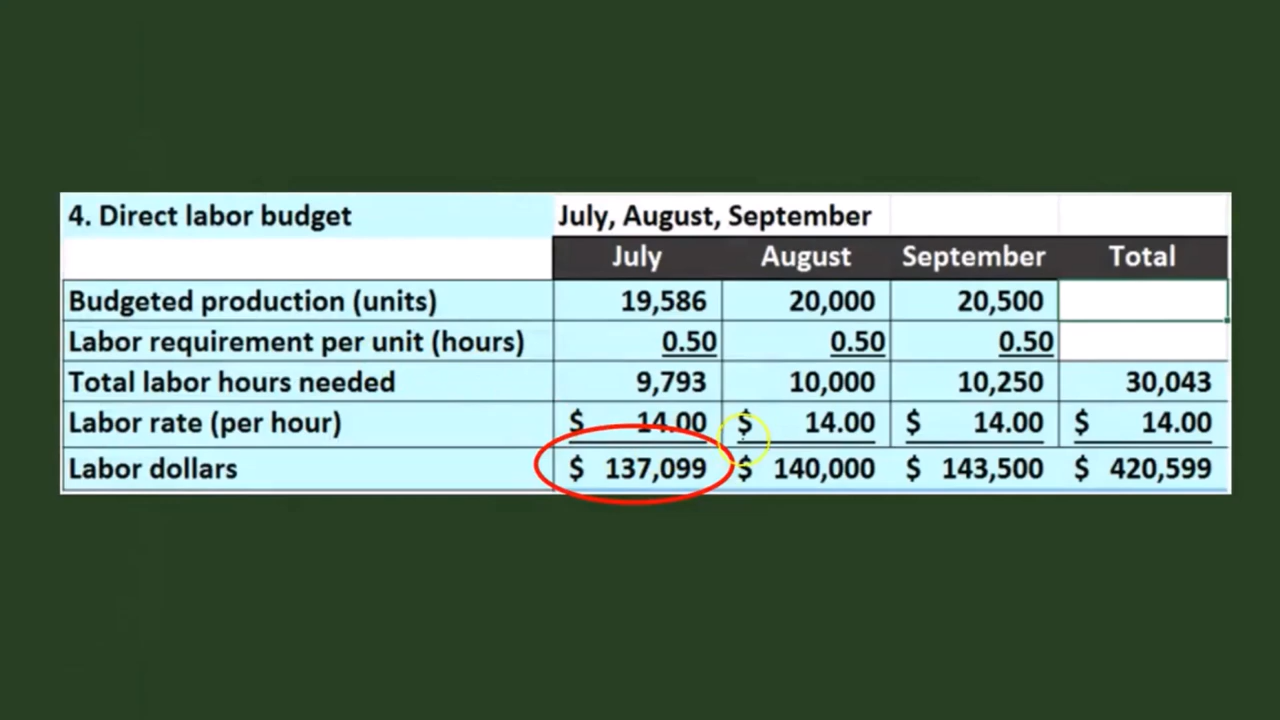 4. Direct labor budget July, August, September
July August September Total
Budgeted production (units) 19,586 20,000 20,500
Labor requirement per unit (hours) 0.50 0.50 0.50
Total labor hours needed 9,793 10,000 10,250 30,043
Labor rate (per hour) $ 14.00 $ 14.00 $ 14.00 $ 14.00
Labor dollars $ 137,099 $ 140,000 $ 143,500 $ 420,599